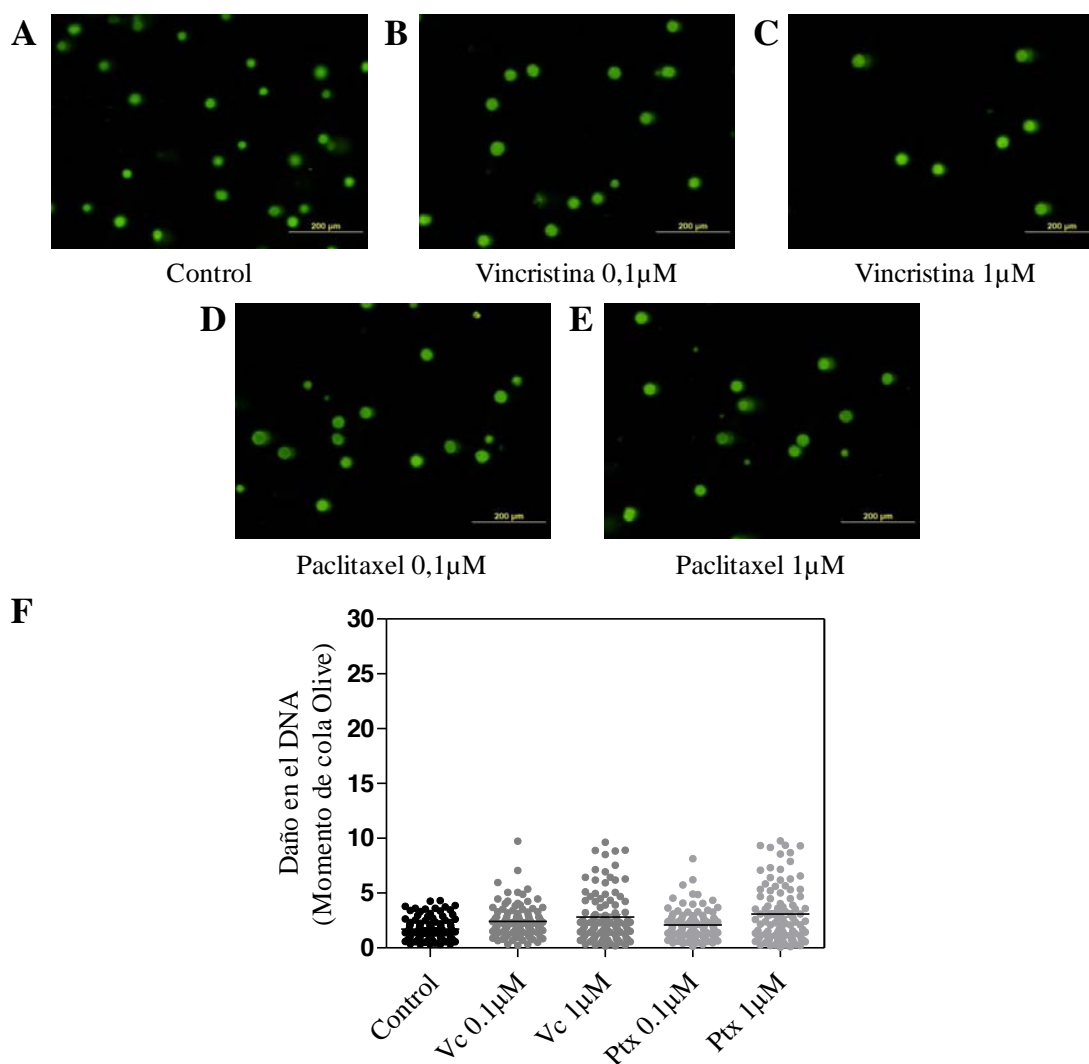 A
B
C
200 µm
200 µm
200 µm
Control
Vincristina 0,1µM
Vincristina 1µM
D
E
200 µm
200 µm
Paclitaxel 0,1µM
Paclitaxel 1µM
F
Daño en el DNA
(Momento de cola Olive)
30
25
20
15
10
5
0
Control
Vc 0.1µM
Vc 1µM
Ptx 0.1µM
Ptx 1µM